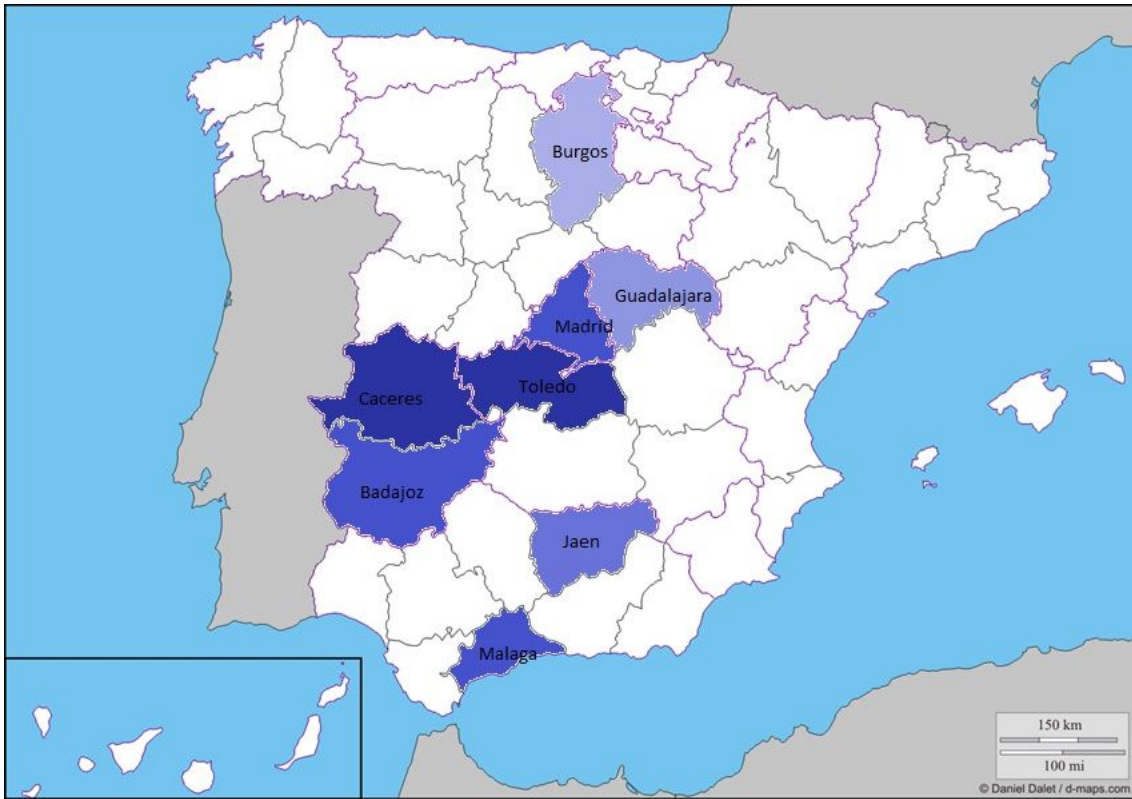 Burgos
Guadalajara
Madrid
Toledo
Caceres
Badajoz
Jaen
Malaga
150 km
100 mi
© Daniel Dalet / d-maps.com